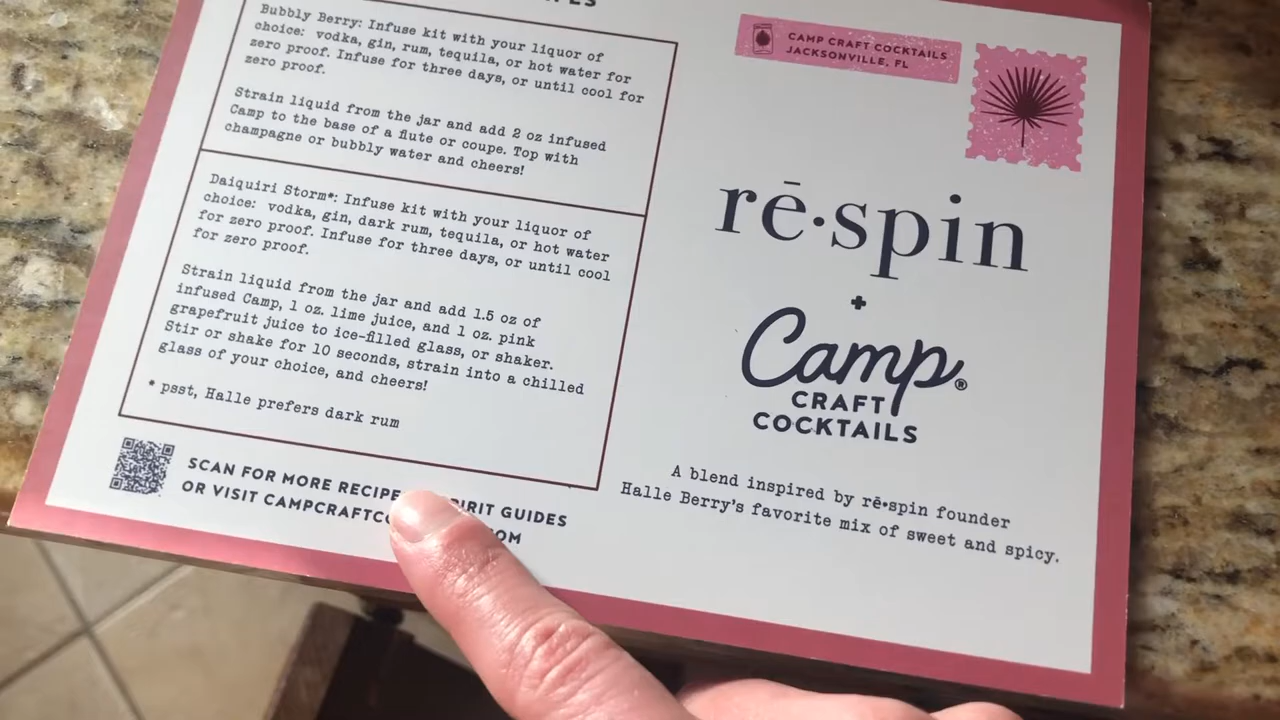 Bubbly Berry: Infuse kit with your liquor of
choice: vodka, gin, rum, tequila, or hot water for
zero proof. Infuse for three days, or until cool for
zero proof.
Strain liquid from the jar and add 2 oz infused
Camp to the base of a flute or coupe. Top with
champagne or bubbly water and cheers!
Daiquiri Storm*: Infuse kit with your liquor of
choice: vodka, gin, dark rum, tequila, or hot water
for zero proof. Infuse for three days, or until cool
for zero proof.
Strain liquid from the jar and add 1.5 oz of
infused Camp, 1 oz. lime juice, and 1 oz. pink
grapefruit juice to ice-filled glass, or shaker.
Stir or shake for 10 seconds, strain into a chilled
glass of your choice, and cheers!
* psst, Halle prefers dark rum
SCAN FOR MORE GUIDES
OR VISIT
CAMP CRAFT COCKTAILS
JACKSONVILLE, FL
rē·spin
+
Camp®
CRAFT
COCKTAILS
A blend inspired by rē•spin founder
Halle Berry's favorite mix of sweet and spicy.